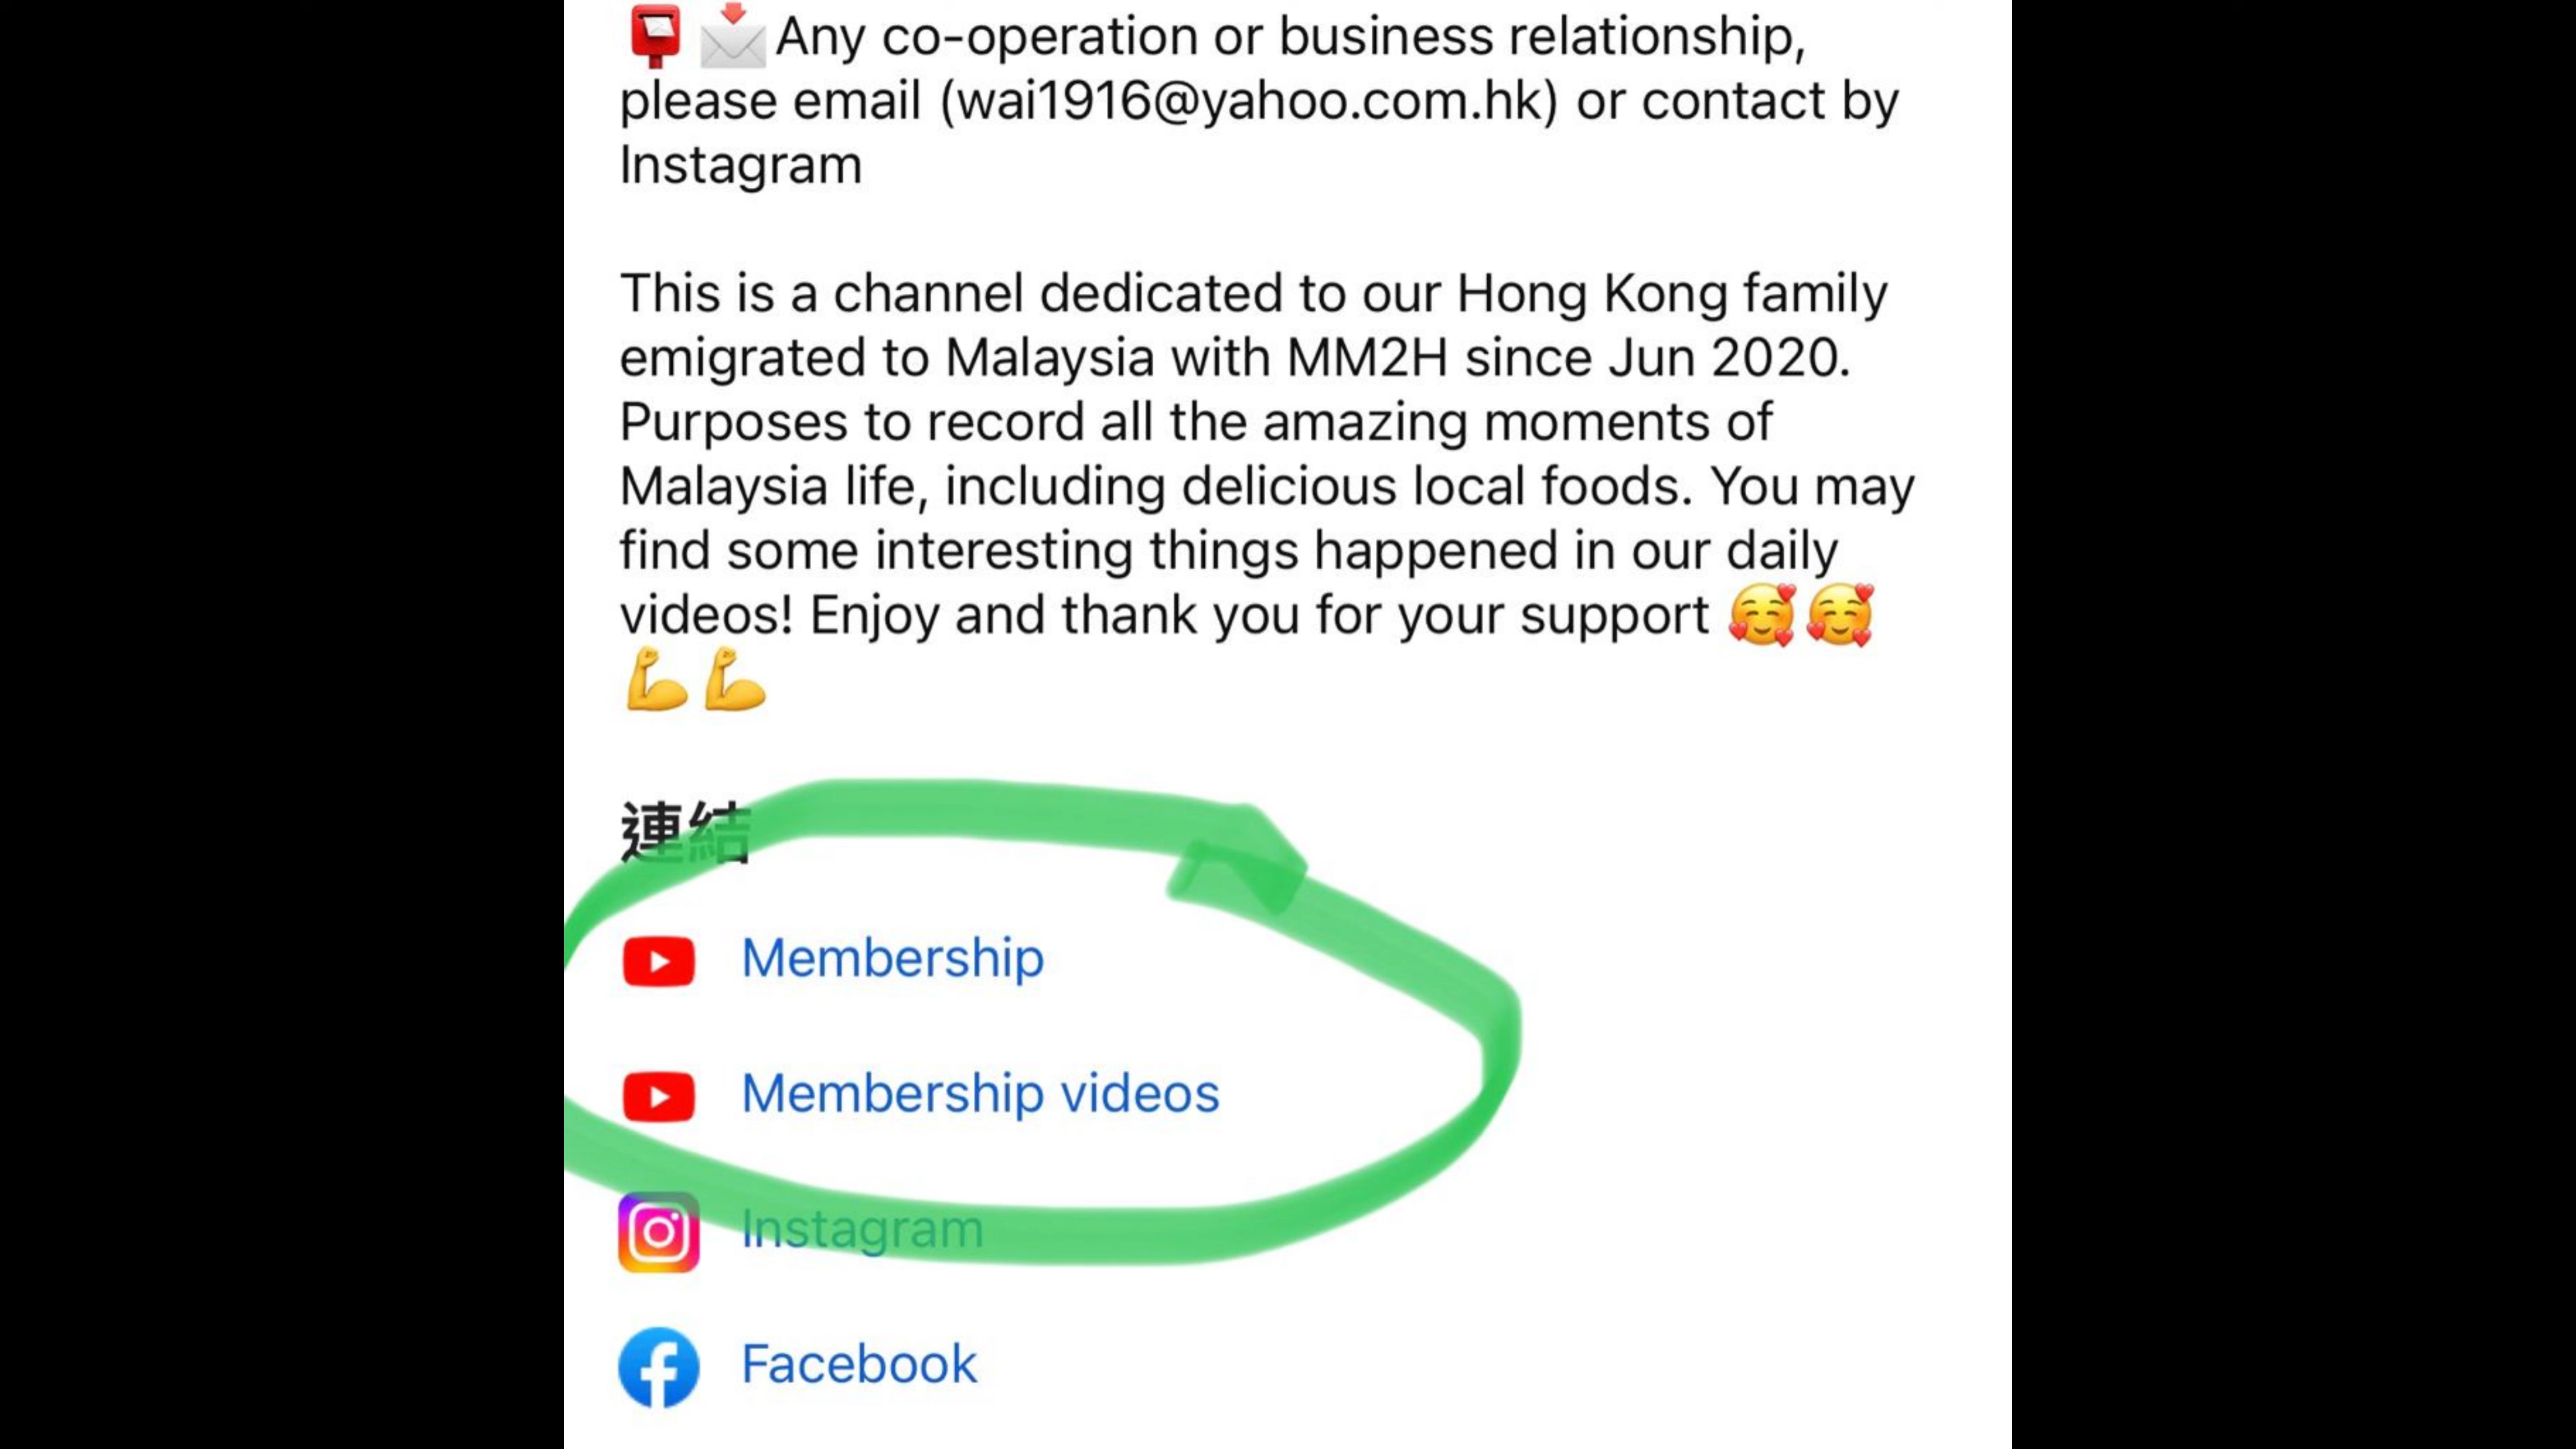 📮📩Any co-operation or business relationship,
please email (wai1916@yahoo.com.hk) or contact by
Instagram
This is a channel dedicated to our Hong Kong family
emigrated to Malaysia with MM2H since Jun 2020.
Purposes to record all the amazing moments of
Malaysia life, including delicious local foods. You may
find some interesting things happened in our daily
videos! Enjoy and thank you for your support 🥰🥰
💪💪
連結
Membership
Membership videos
Instagram
Facebook